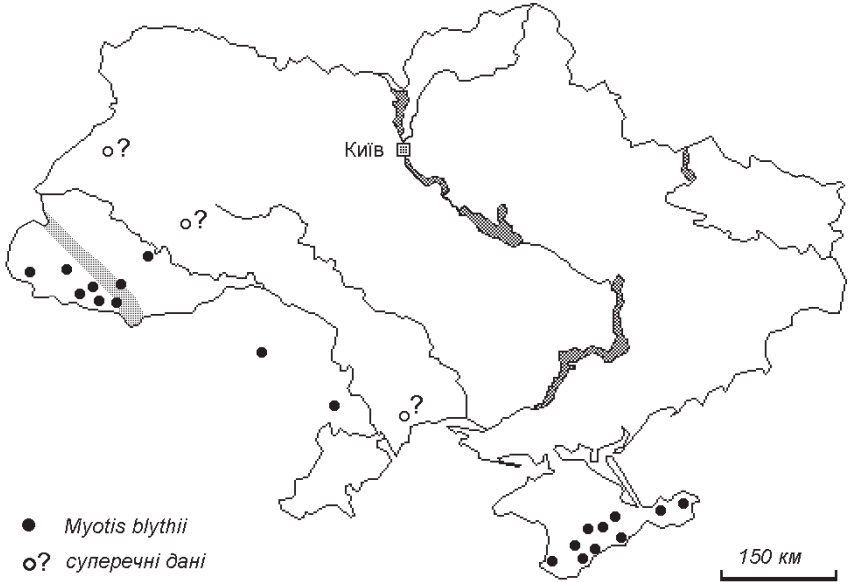 ?
Київ
?
?
Myotis blythii
? суперечні дані
150 км